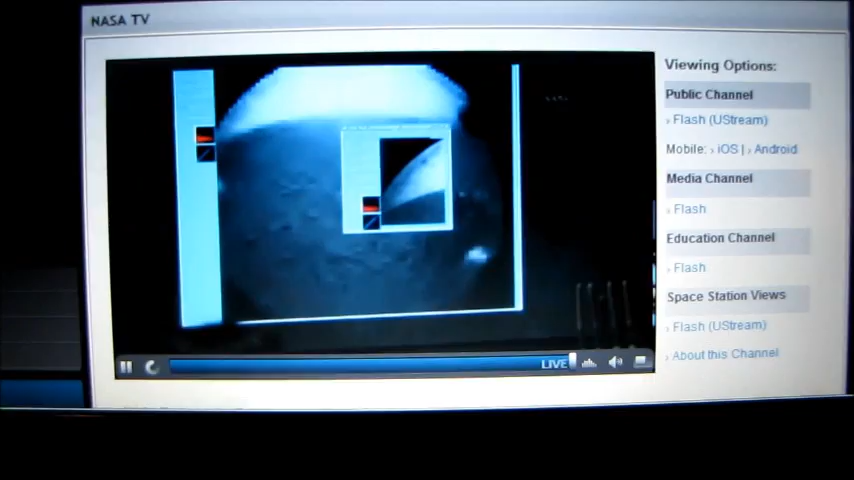 NASA TV
Viewing Options:
Public Channel
› Flash (UStream)
Mobile: › iOS | › Android
Media Channel
› Flash
Education Channel
› Flash
Space Station Views
› Flash (UStream)
› About this Channel
LIVE